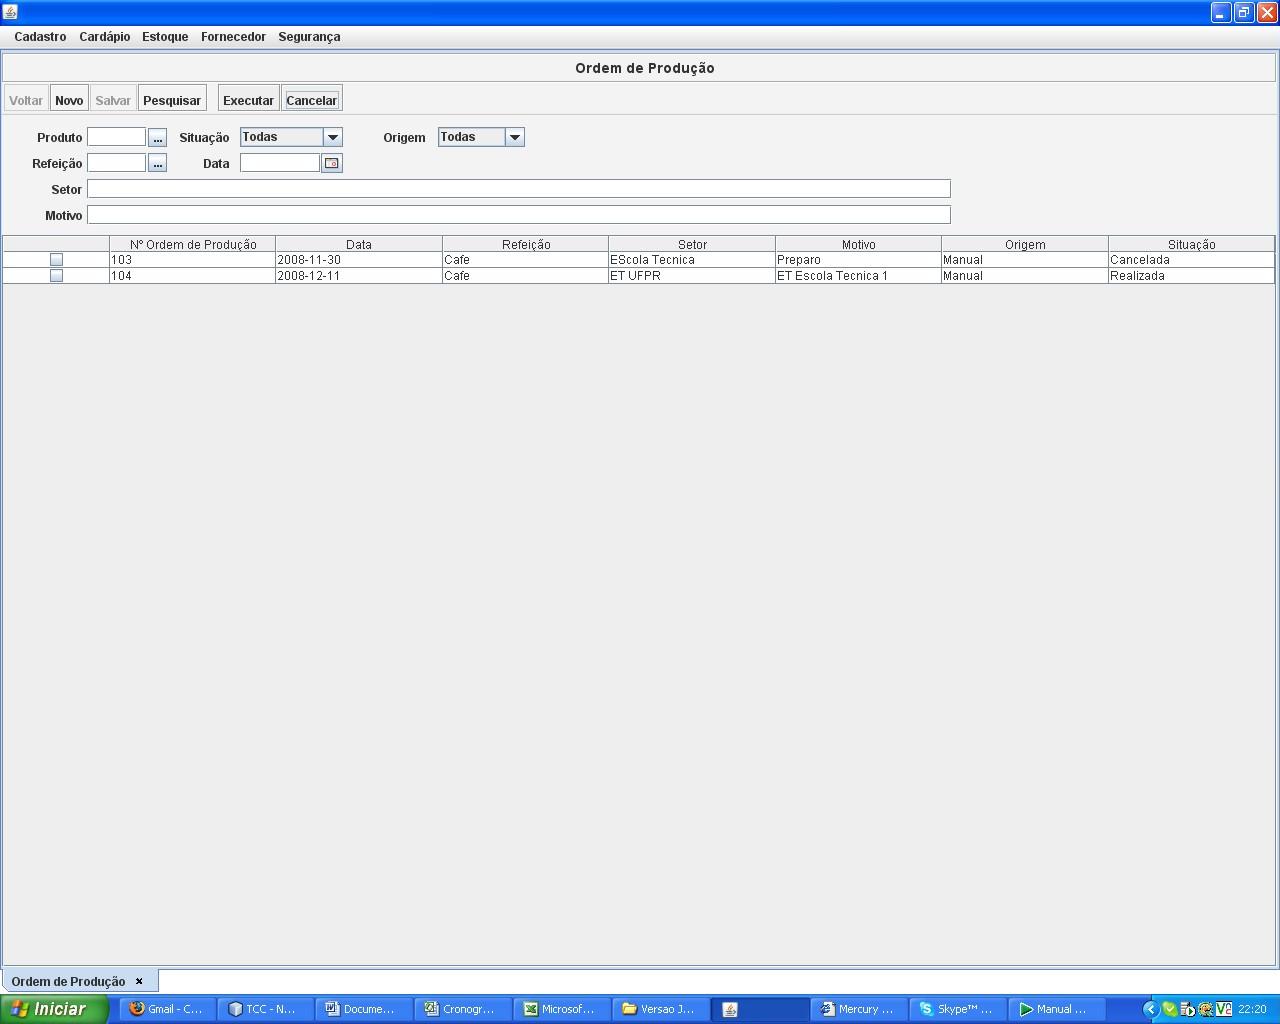 Cadastro Cardápio Estoque Fornecedor Segurança
Ordem de Produção
Voltar Novo Salvar Pesquisar Executar Cancelar
Produto ... Situação Todas Origem Todas
Refeição ... Data
Setor
Motivo
Nº Ordem de Produção Data Refeição Setor Motivo Origem Situação
103 2008-11-30 Cafe EScola Tecnica Preparo Manual Cancelada
104 2008-12-11 Cafe ET UFPR ET Escola Tecnica 1 Manual Realizada
Ordem de Produção ×
Iniciar Gmail - C... TCC - N... Docume... Cronogr... Microsof... Versao J... Mercury ... Skype™ ... Manual ... 22:20